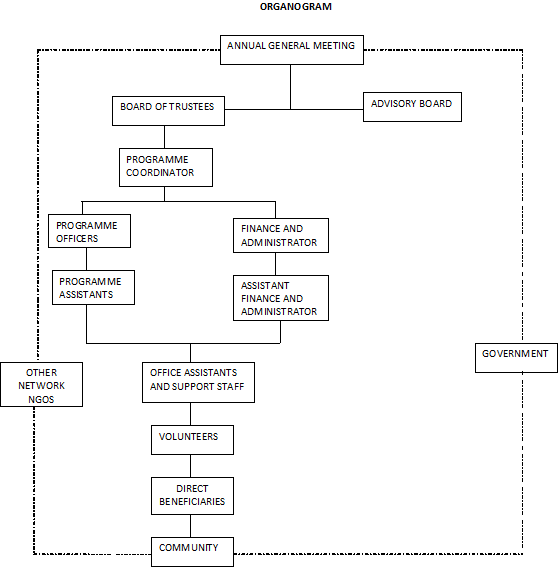 ORGANOGRAM
ANNUAL GENERAL MEETING
BOARD OF TRUSTEES
ADVISORY BOARD
PROGRAMME
COORDINATOR
PROGRAMME
OFFICERS
FINANCE AND
ADMINISTRATOR
PROGRAMME
ASSISTANTS
ASSISTANT
FINANCE AND
ADMINISTRATOR
GOVERNMENT
OTHER
NETWORK
NGOS
OFFICE ASSISTANTS
AND SUPPORT STAFF
VOLUNTEERS
DIRECT
BENEFICIARIES
COMMUNITY